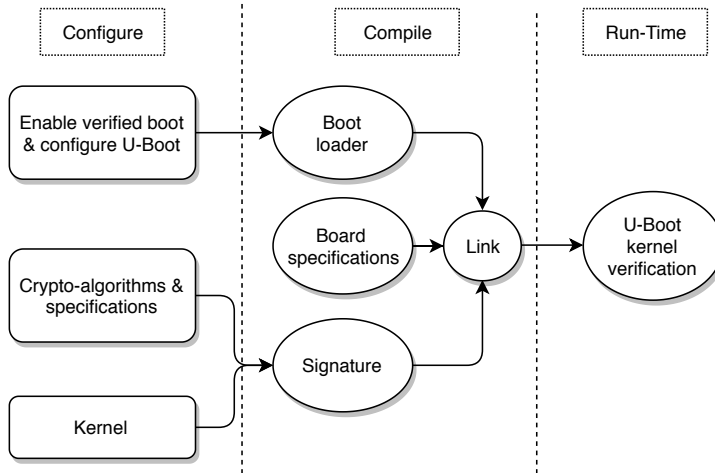 Configure
Compile
Run-Time
Enable verified boot
& configure U-Boot
Boot
loader
Board
specifications
Link
U-Boot
kernel
verification
Crypto-algorithms &
specifications
Signature
Kernel